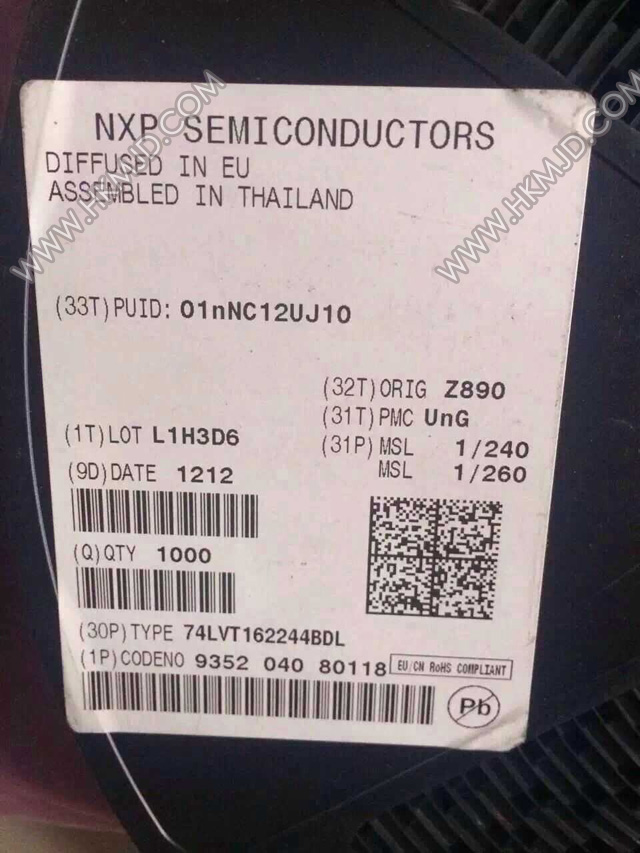 NXP SEMICONDUCTORS
DIFFUSED IN EU
ASSEMBLED IN THAILAND
(33T)PUID: 01nNC12UJ10
(32T)ORIG Z890
(31T)PMC UnG
(1T)LOT L1H3D6
(31P)MSL 1/240
(9D)DATE 1212
MSL 1/260
(Q)QTY 1000
(30P)TYPE 74LVT162244BDL
(1P)CODENO 9352 040 80118
EU/CN RoHS COMPLIANT
Pb
WWW.HKMJD.COM
WWW.HKMJD.COM